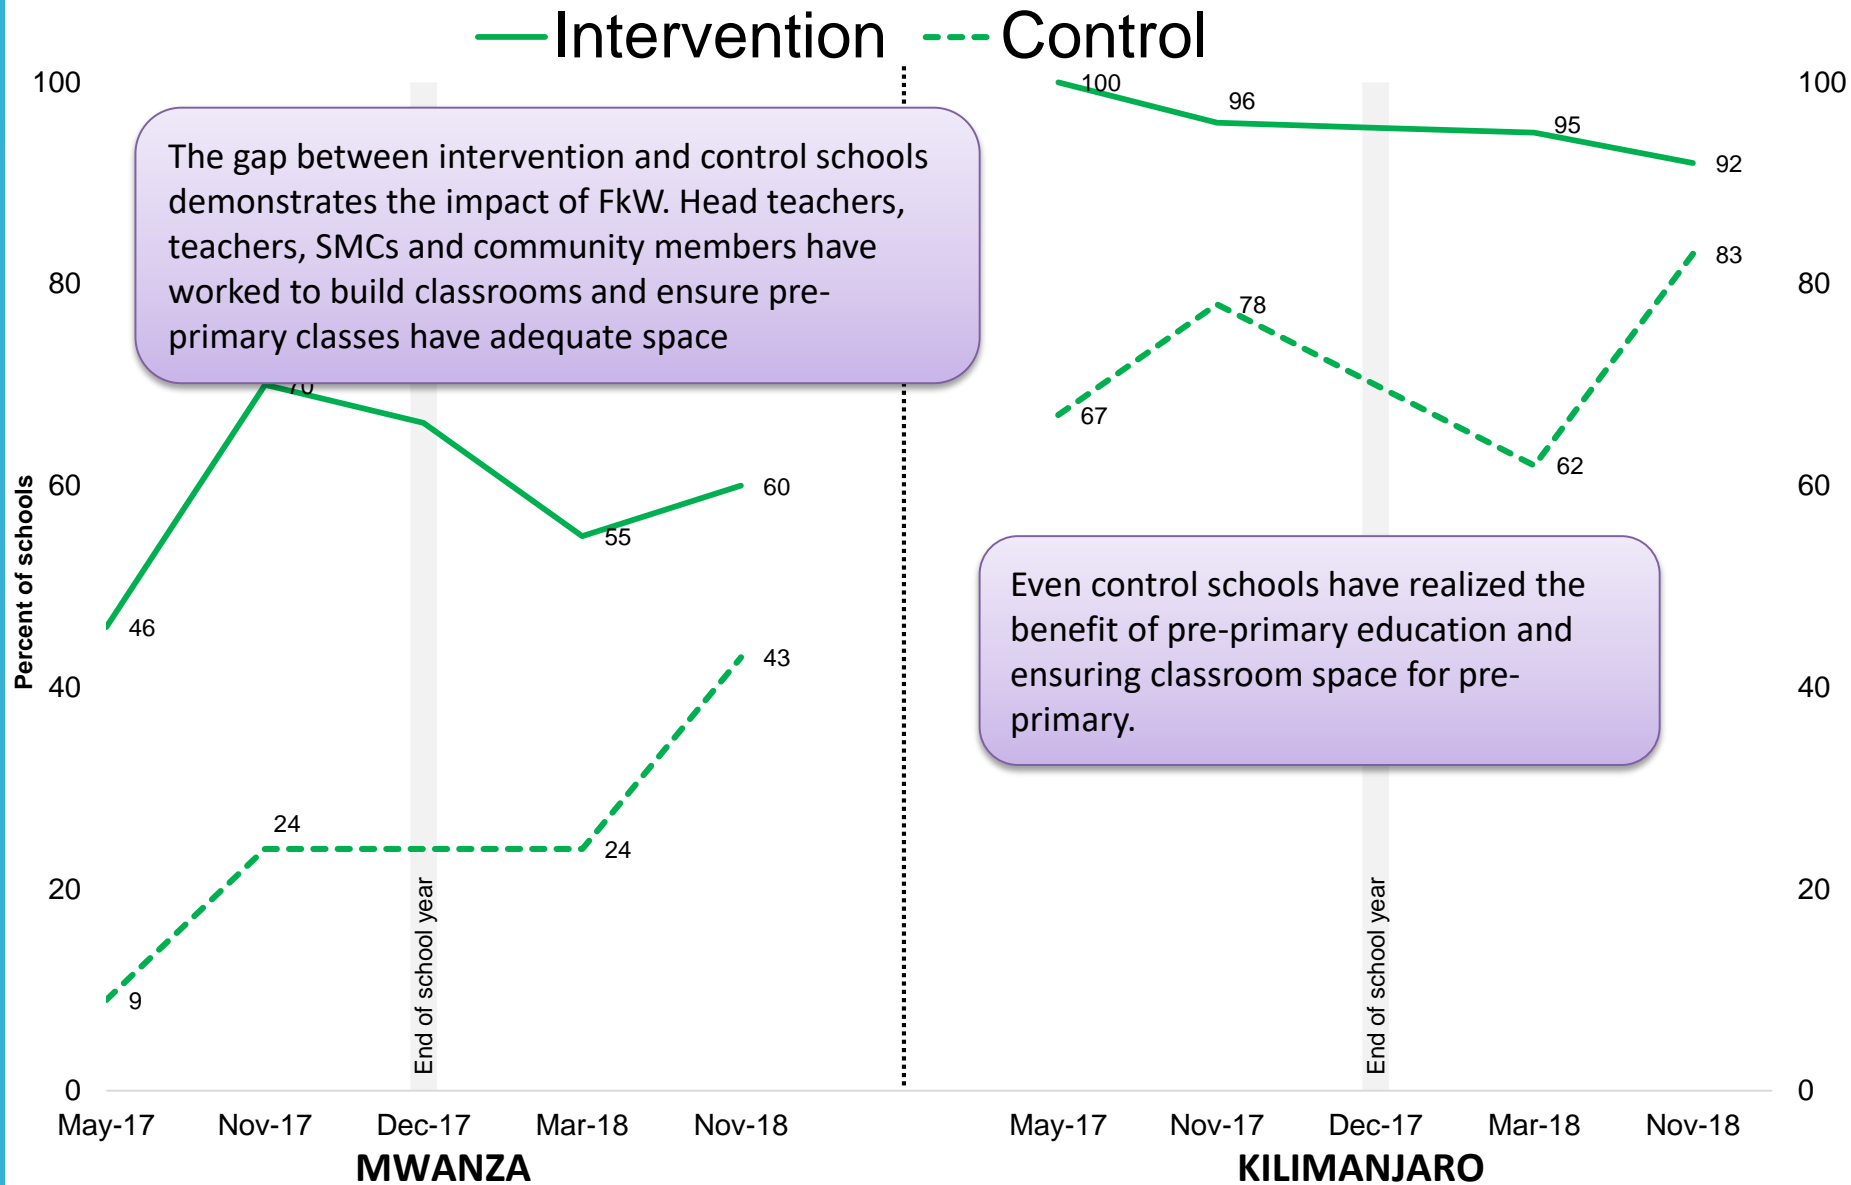 Intervention Control
100
80
60
40
20
0
Percent of schools
The gap between intervention and control schools
demonstrates the impact of FkW. Head teachers,
teachers, SMCs and community members have
worked to build classrooms and ensure pre-
primary classes have adequate space
70
46
55
60
24
24
43
9
End of school year
May-17 Nov-17 Dec-17 Mar-18 Nov-18
MWANZA
100
96
95
92
67
78
62
83
Even control schools have realized the
benefit of pre-primary education and
ensuring classroom space for pre-
primary.
End of school year
May-17 Nov-17 Dec-17 Mar-18 Nov-18
KILIMANJARO
100
80
60
40
20
0